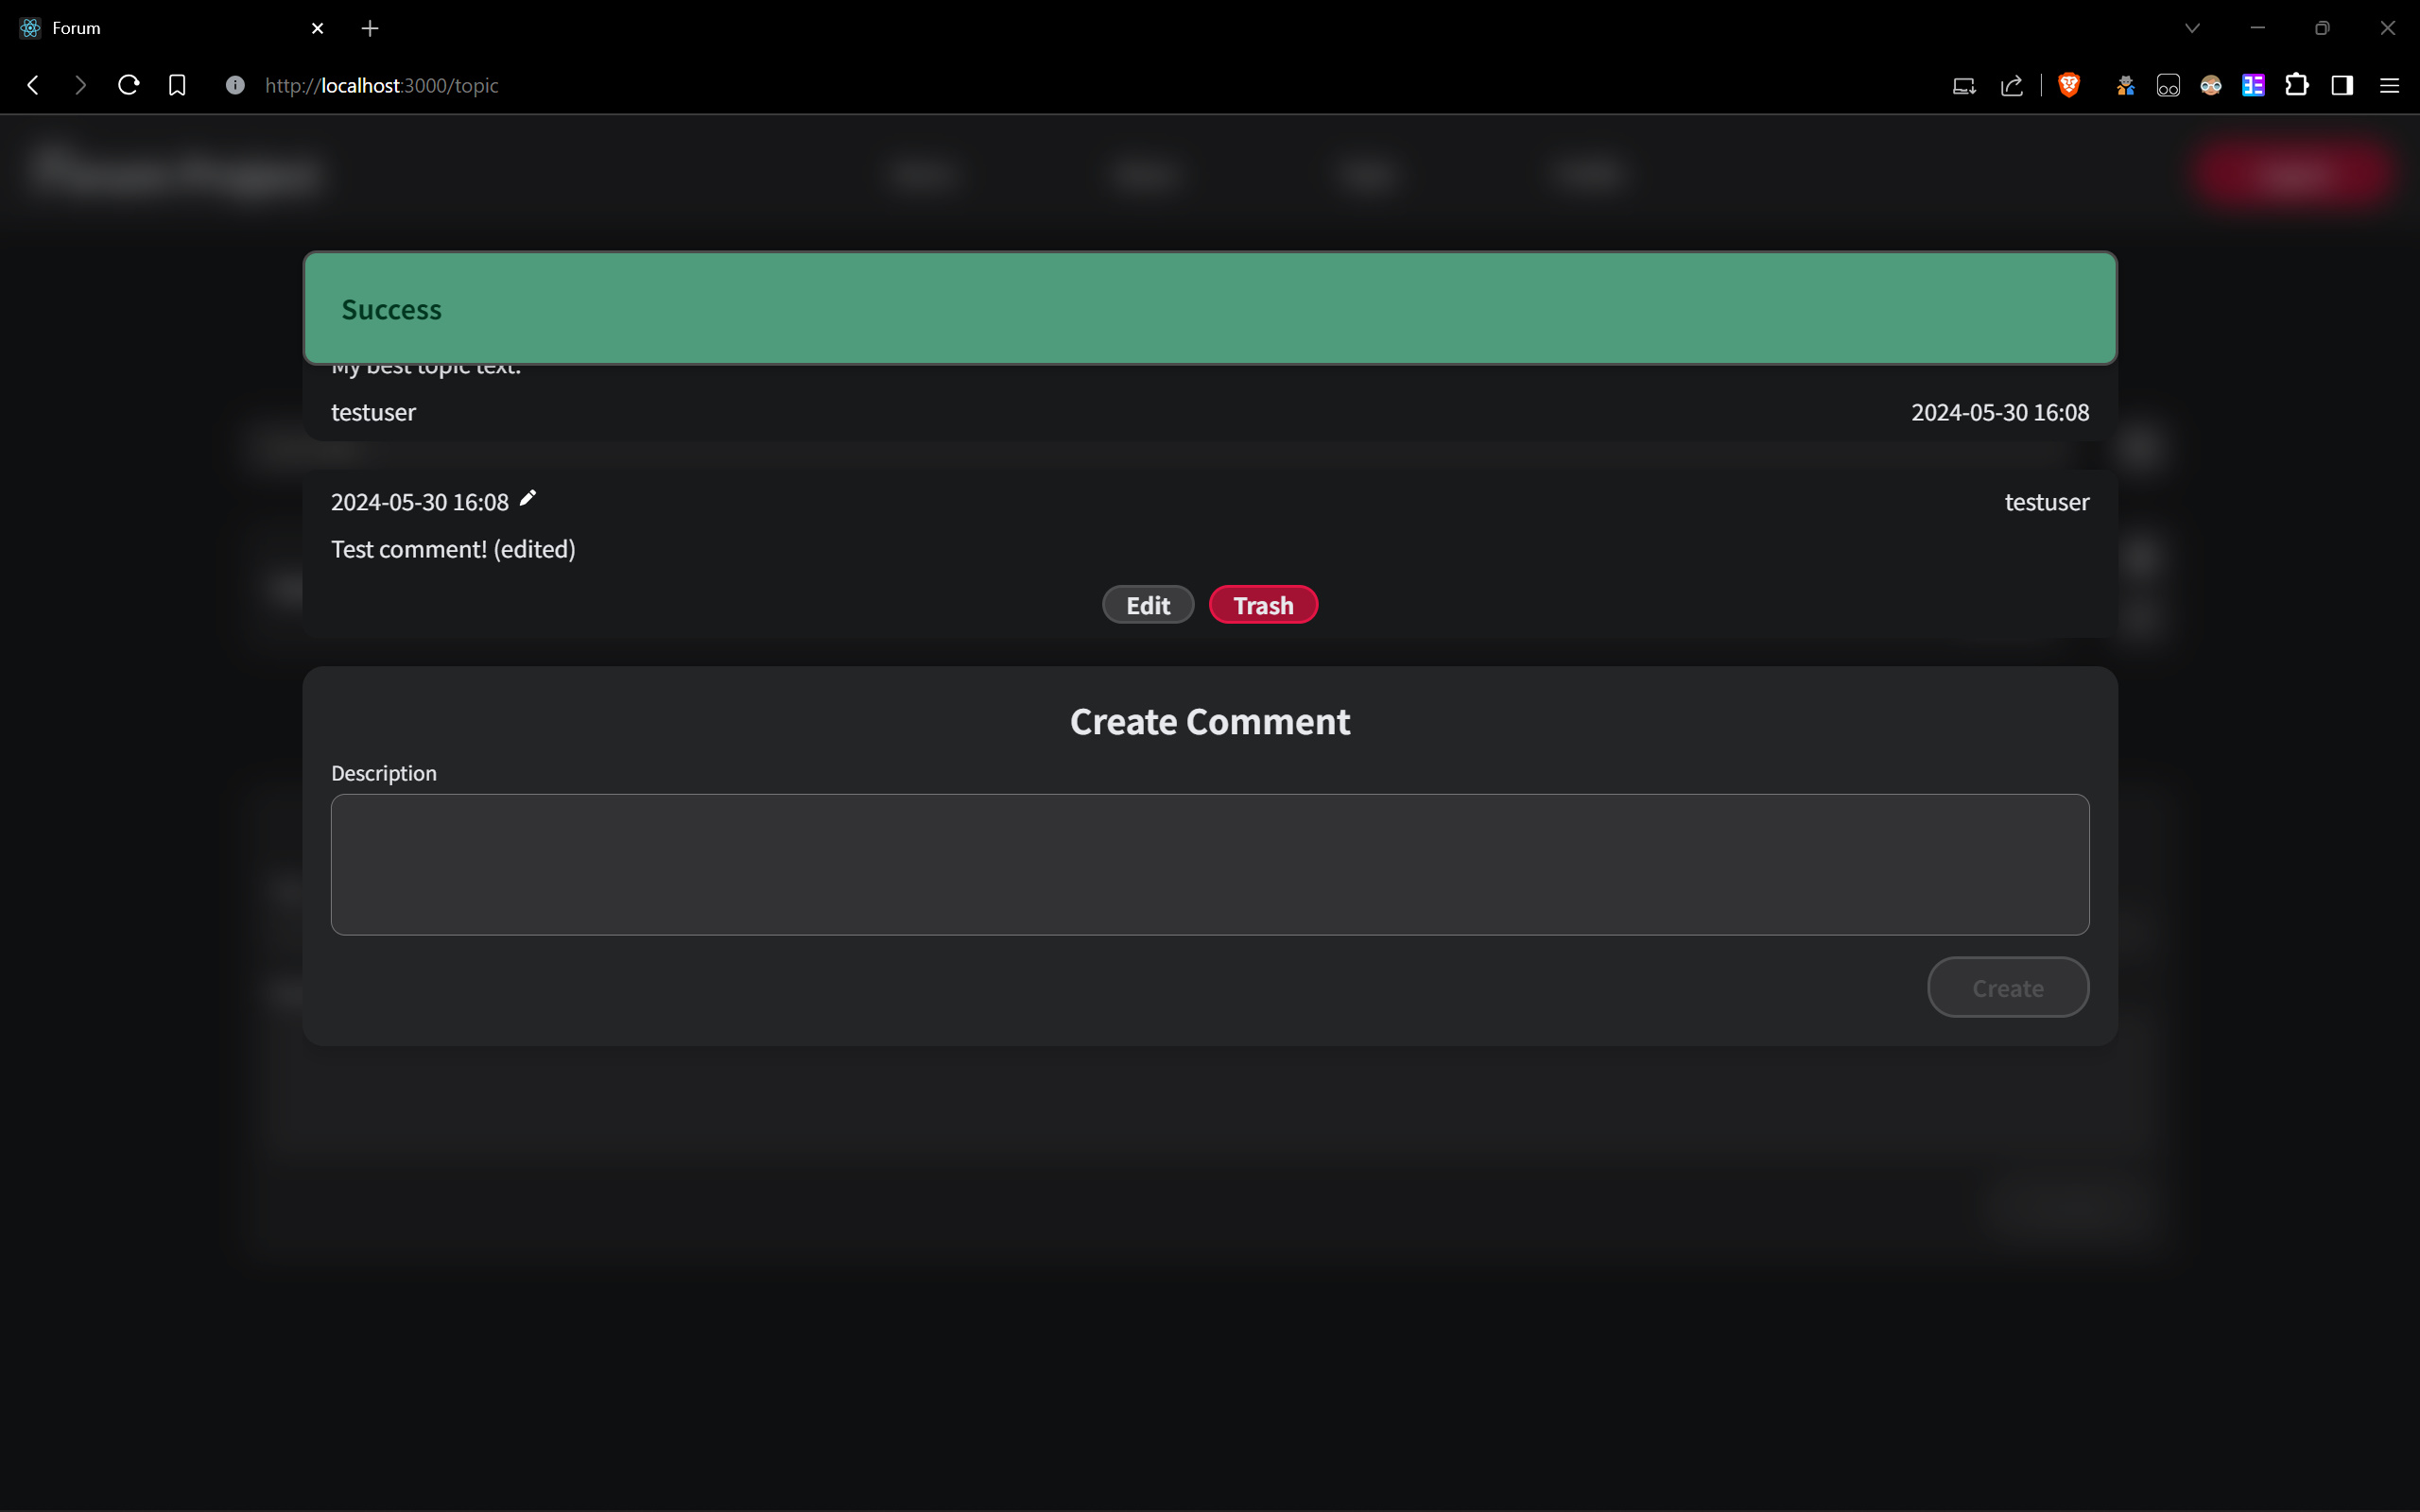 Forum
http://localhost:3000/topic
Success
My best topic text.
testuser 2024-05-30 16:08
2024-05-30 16:08 testuser
Test comment! (edited)
Edit Trash
Create Comment
Description
Create